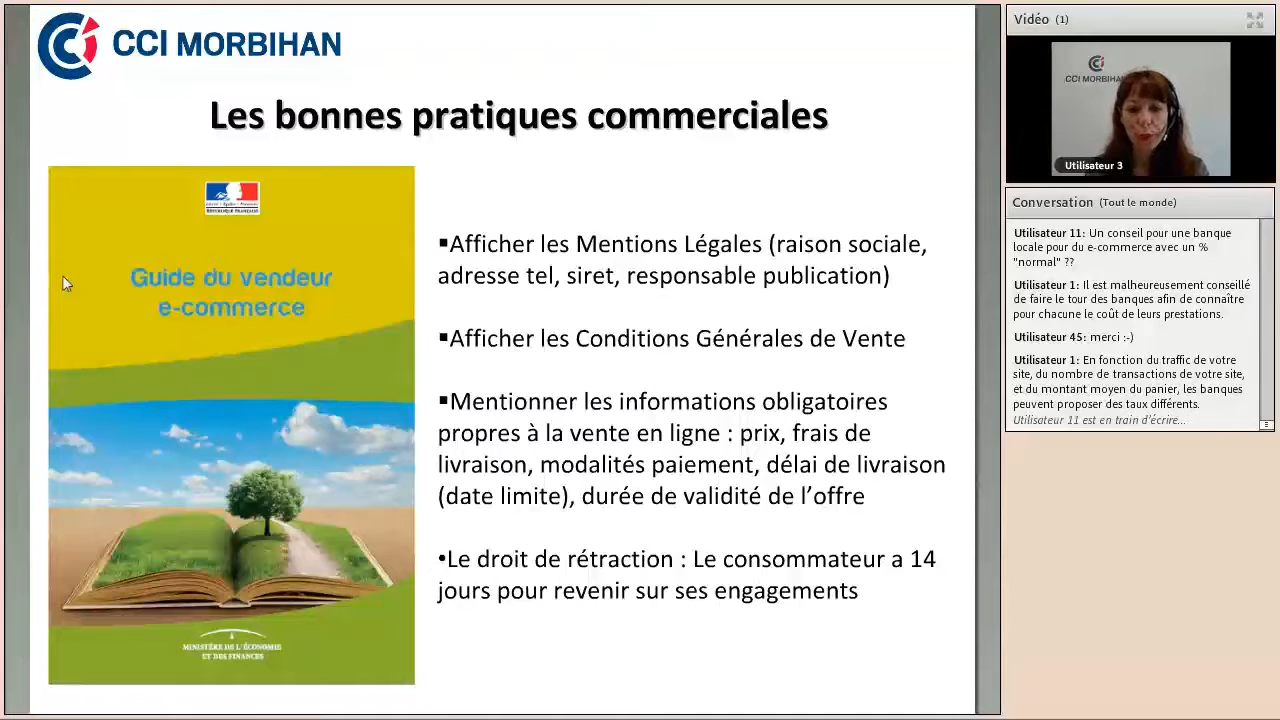 CCI MORBIHAN
Les bonnes pratiques commerciales
RÉPUBLIQUE FRANÇAISE
Guide du vendeur
e-commerce
MINISTÈRE DE L'ÉCONOMIE
ET DES FINANCES
▪Afficher les Mentions Légales (raison sociale,
adresse tel, siret, responsable publication)
▪Afficher les Conditions Générales de Vente
▪Mentionner les informations obligatoires
propres à la vente en ligne : prix, frais de
livraison, modalités paiement, délai de livraison
(date limite), durée de validité de l’offre
•Le droit de rétraction : Le consommateur a 14
jours pour revenir sur ses engagements
Vidéo (1)
CCI MORBIHAN
Utilisateur 3
Conversation (Tout le monde)
Utilisateur 11: Un conseil pour une banque
locale pour du e-commerce avec un %
"normal" ??
Utilisateur 1: Il est malheureusement conseillé
de faire le tour des banques afin de connaître
pour chacune le coût de leurs prestations.
Utilisateur 45: merci :-)
Utilisateur 1: En fonction du traffic de votre
site, du nombre de transactions de votre site,
et du montant moyen du panier, les banques
peuvent proposer des taux différents.
Utilisateur 11 est en train d'écrire...